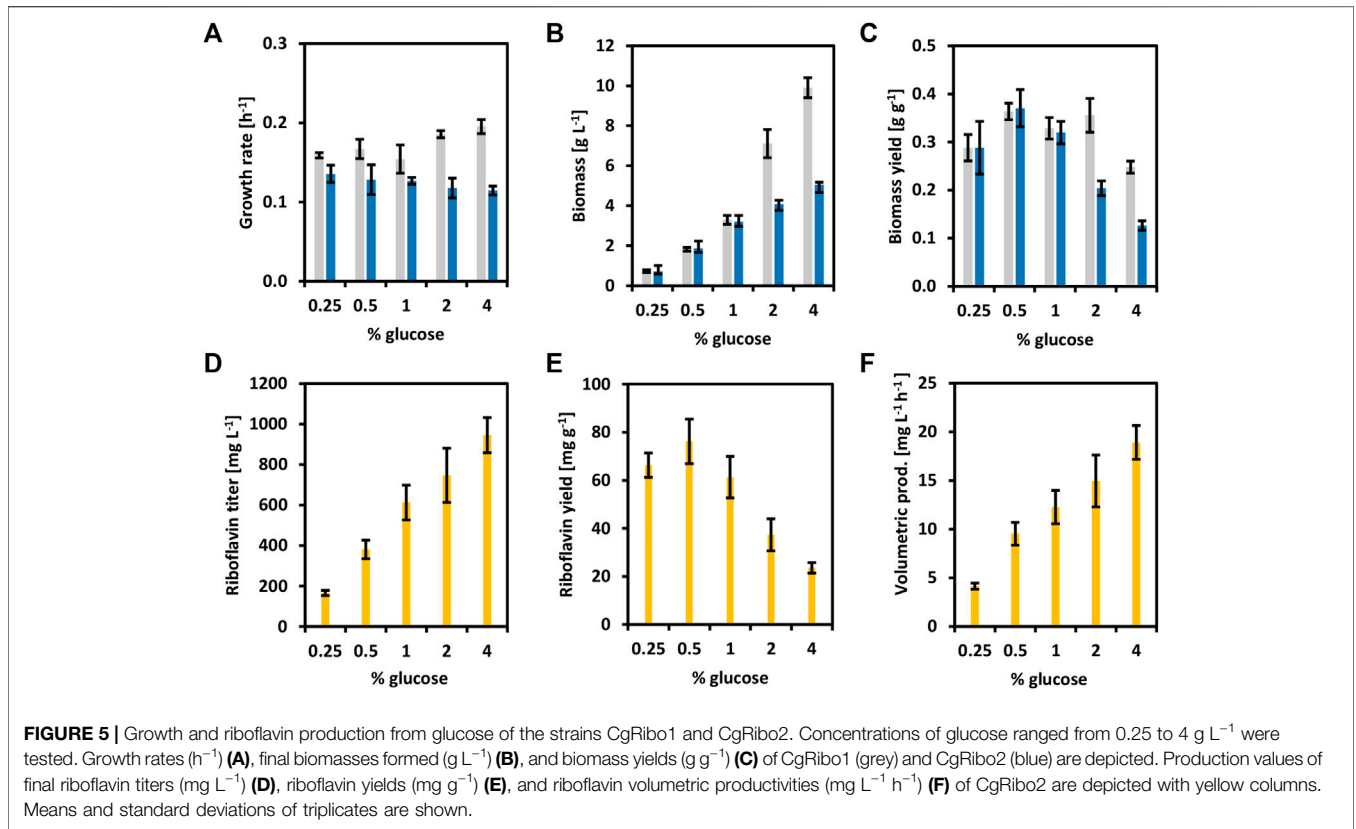 A
Growth rate [h-1]
0.3
0.2
0.1
0.0
0.25 0.5 1 2 4
% glucose
B
Biomass [g L-1]
12
10
8
6
4
2
0
0.25 0.5 1 2 4
% glucose
C
Biomass yield [g g-1]
0.5
0.4
0.3
0.2
0.1
0.0
0.25 0.5 1 2 4
% glucose
D
Riboflavin titer [mg L-1]
1200
1000
800
600
400
200
0
0.25 0.5 1 2 4
% glucose
E
Riboflavin yield [mg g-1]
100
80
60
40
20
0
0.25 0.5 1 2 4
% glucose
F
Volumetric prod. [mg L-1 h-1]
25
20
15
10
5
0
0.25 0.5 1 2 4
% glucose
FIGURE 5 | Growth and riboflavin production from glucose of the strains CgRibo1 and CgRibo2. Concentrations of glucose ranged from 0.25 to 4 g L−1 were
tested. Growth rates (h−1) (A), final biomasses formed (g L−1) (B), and biomass yields (g g−1) (C) of CgRibo1 (grey) and CgRibo2 (blue) are depicted. Production values of
final riboflavin titers (mg L−1) (D), riboflavin yields (mg g−1) (E), and riboflavin volumetric productivities (mg L−1 h−1) (F) of CgRibo2 are depicted with yellow columns.
Means and standard deviations of triplicates are shown.